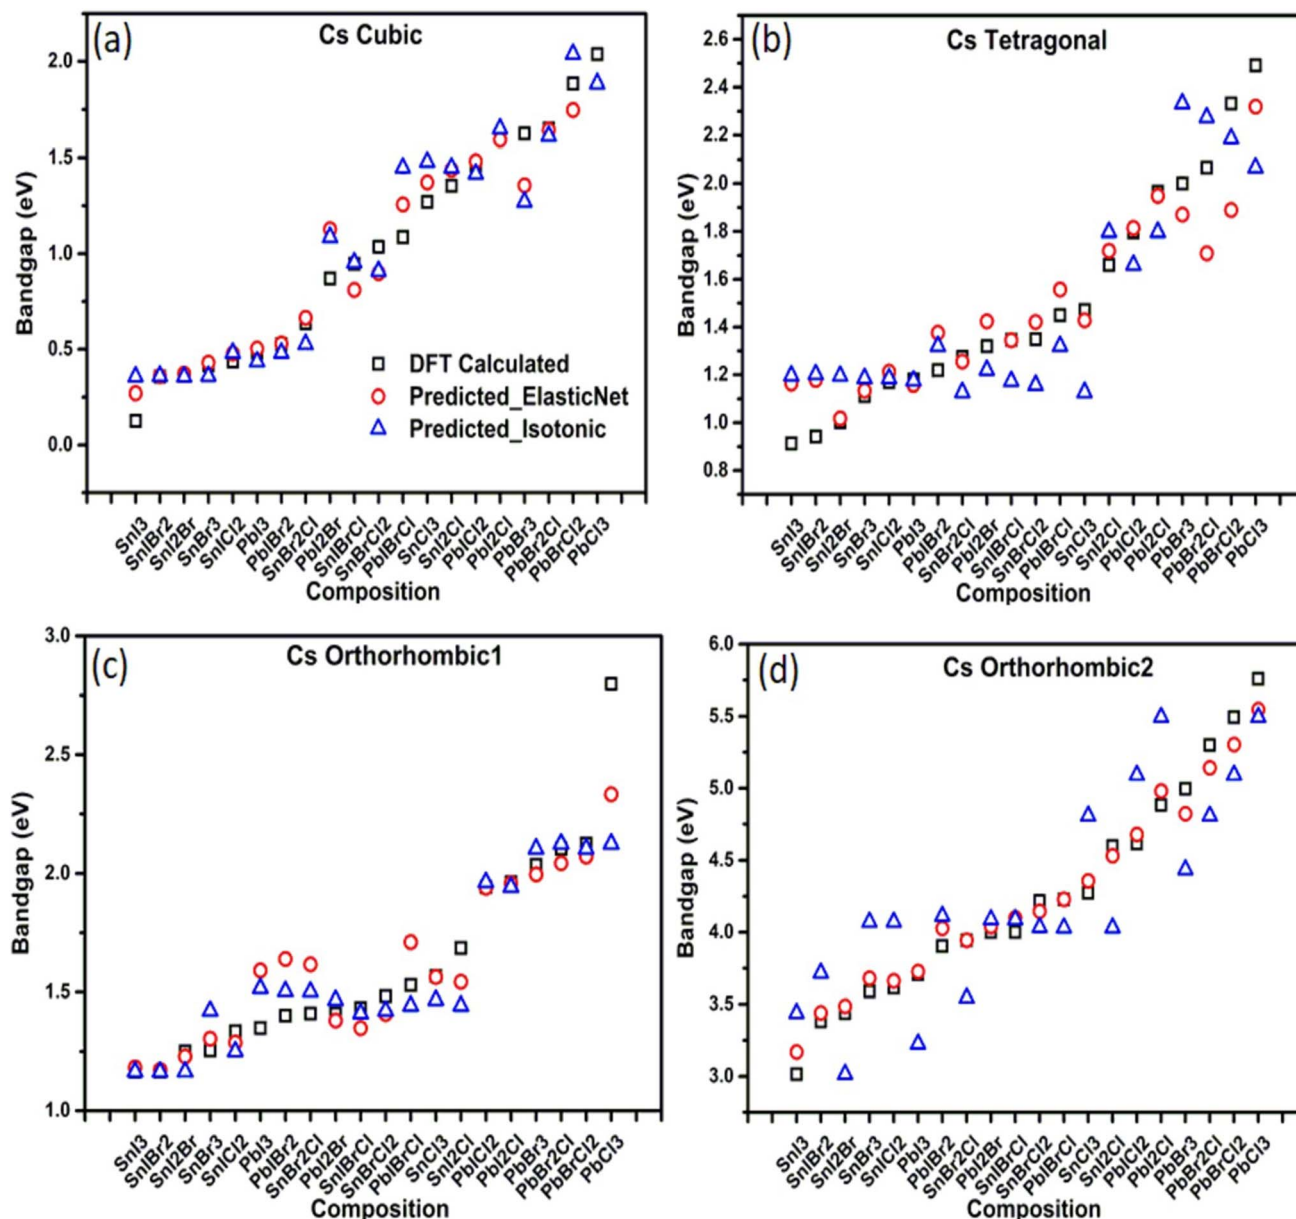 (a)
Cs Cubic
2.0
1.5
1.0
0.5
0.0
Bandgap (eV)
DFT Calculated
Predicted_ElasticNet
Predicted_Isotonic
SnI3
SnIBr2
SnI2Br
SnBr3
SnICl2
PbI3
PbIBr2
SnBr2Cl
PbI2Br
SnIBrCl
SnBrCl2
PbIBrCl
SnCl3
SnI2Cl
PbICl2
PbI2Cl
PbBr3
PbBr2Cl
PbBrCl2
PbCl3
Composition
(b)
Cs Tetragonal
2.6
2.4
2.2
2.0
1.8
1.6
1.4
1.2
1.0
0.8
Bandgap (eV)
SnI3
SnIBr2
SnI2Br
SnBr3
SnICl2
PbI3
PbIBr2
SnBr2Cl
PbI2Br
SnIBrCl
SnBrCl2
PbIBrCl
SnCl3
SnI2Cl
PbICl2
PbI2Cl
PbBr3
PbBr2Cl
PbBrCl2
PbCl3
Composition
(c)
Cs Orthorhombic1
3.0
2.5
2.0
1.5
1.0
Bandgap (eV)
SnI3
SnIBr2
SnI2Br
SnBr3
SnICl2
PbI3
PbIBr2
SnBr2Cl
PbI2Br
SnIBrCl
SnBrCl2
PbIBrCl
SnCl3
SnI2Cl
PbICl2
PbI2Cl
PbBr3
PbBr2Cl
PbBrCl2
PbCl3
Composition
(d)
Cs Orthorhombic2
6.0
5.5
5.0
4.5
4.0
3.5
3.0
Bandgap (eV)
SnI3
SnIBr2
SnI2Br
SnBr3
SnICl2
PbI3
PbIBr2
SnBr2Cl
PbI2Br
SnIBrCl
SnBrCl2
PbIBrCl
SnCl3
SnI2Cl
PbICl2
PbI2Cl
PbBr3
PbBr2Cl
PbBrCl2
PbCl3
Composition